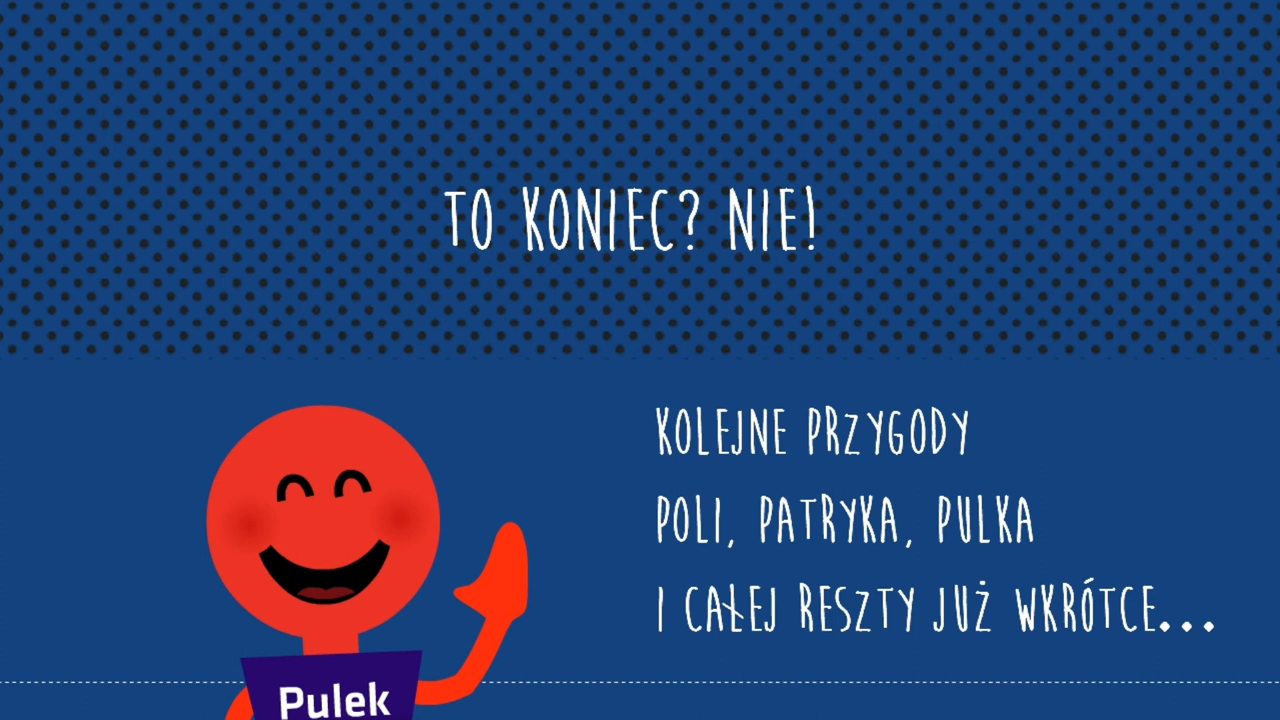 TO KONIEC? NIE!
KOLEJNE PRZYGODY
POLI, PATRYKA, PULKA
I CAŁEJ RESZTY JUŻ WKRÓTCE...
Pulek